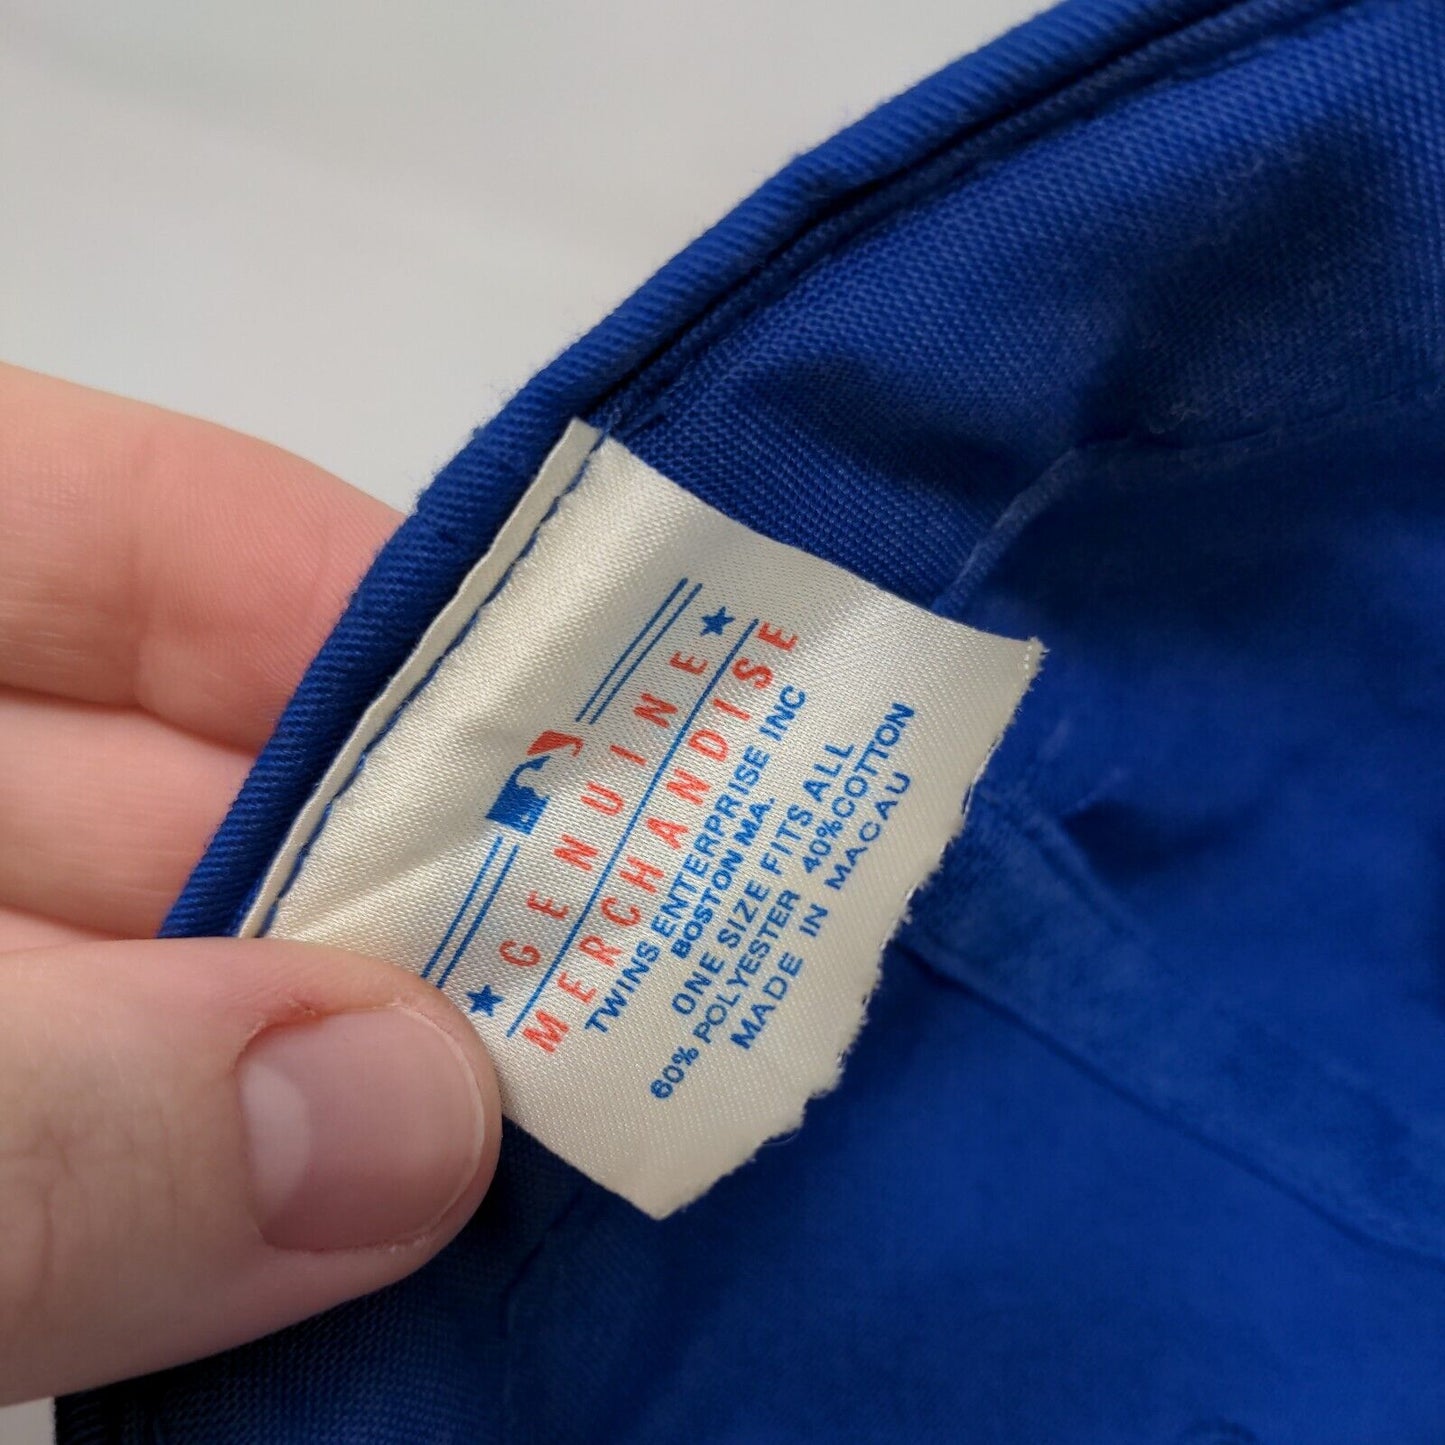 GENUINE
MERCHANDISE
TWINS ENTERPRISE INC
BOSTON MA.
ONE SIZE FITS ALL
60% POLYESTER 40%COTTON
MADE IN MACAU